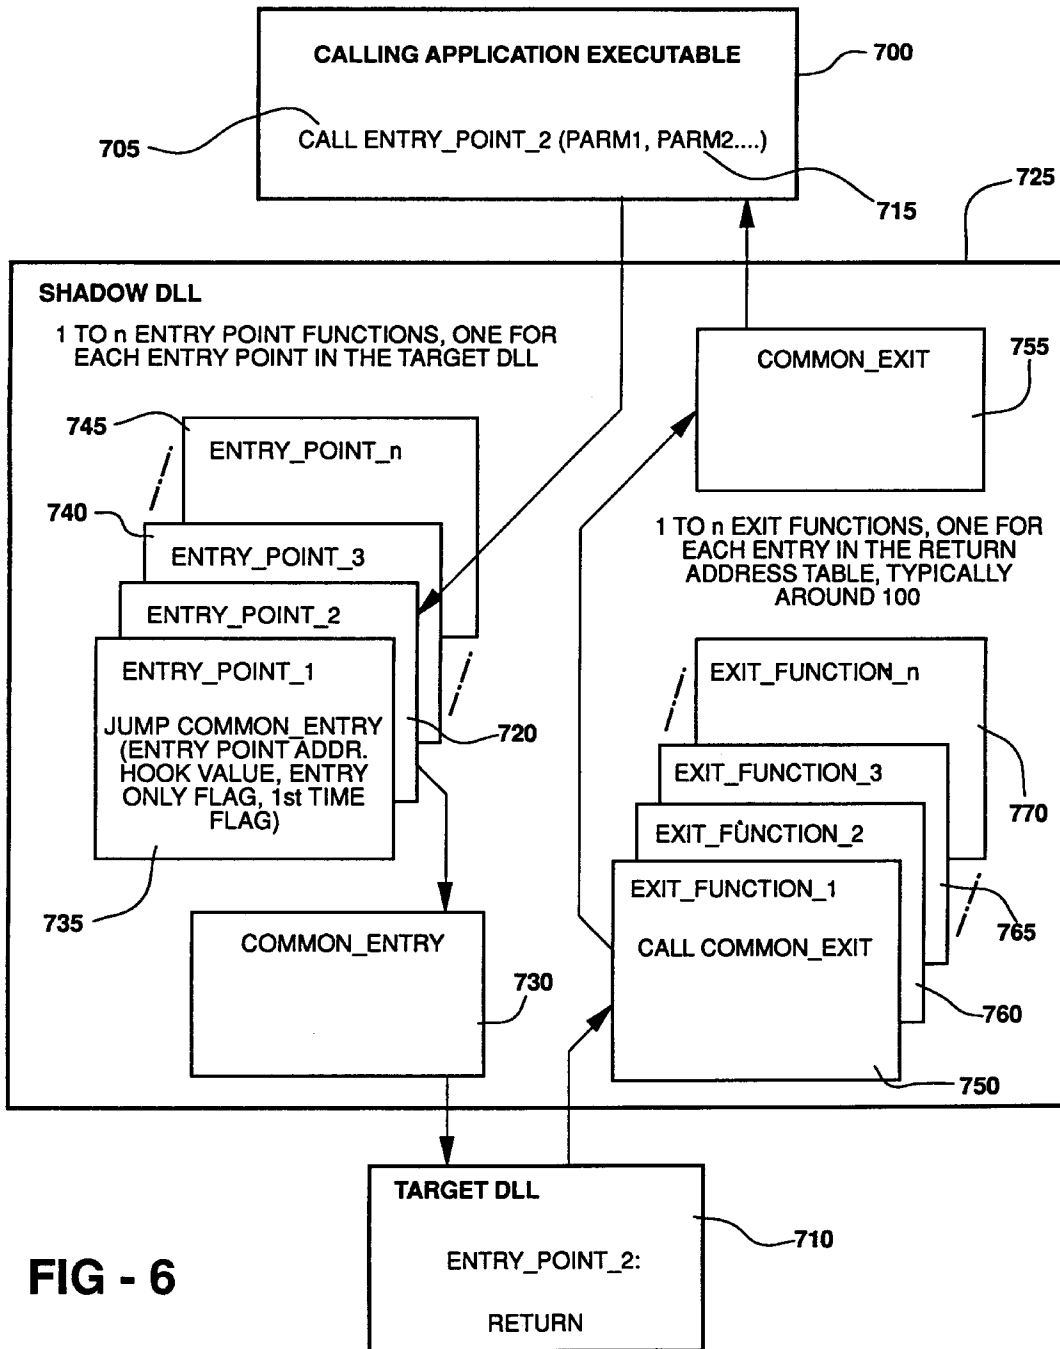 CALLING APPLICATION EXECUTABLE
700
705
CALL ENTRY_POINT_2 (PARM1, PARM2....)
715
725
SHADOW DLL
1 TO n ENTRY POINT FUNCTIONS, ONE FOR
EACH ENTRY POINT IN THE TARGET DLL
COMMON_EXIT
755
745
ENTRY_POINT_n
740
ENTRY_POINT_3
ENTRY_POINT_2
ENTRY_POINT_1
JUMP COMMON_ENTRY
(ENTRY POINT ADDR.
HOOK VALUE, ENTRY
ONLY FLAG, 1st TIME
FLAG)
720
735
1 TO n EXIT FUNCTIONS, ONE FOR
EACH ENTRY IN THE RETURN
ADDRESS TABLE, TYPICALLY
AROUND 100
EXIT_FUNCTION_n
EXIT_FUNCTION_3
770
EXIT_FUNCTION_2
EXIT_FUNCTION_1
CALL COMMON_EXIT
765
760
750
COMMON_ENTRY
730
TARGET DLL
710
ENTRY_POINT_2:
RETURN
FIG - 6